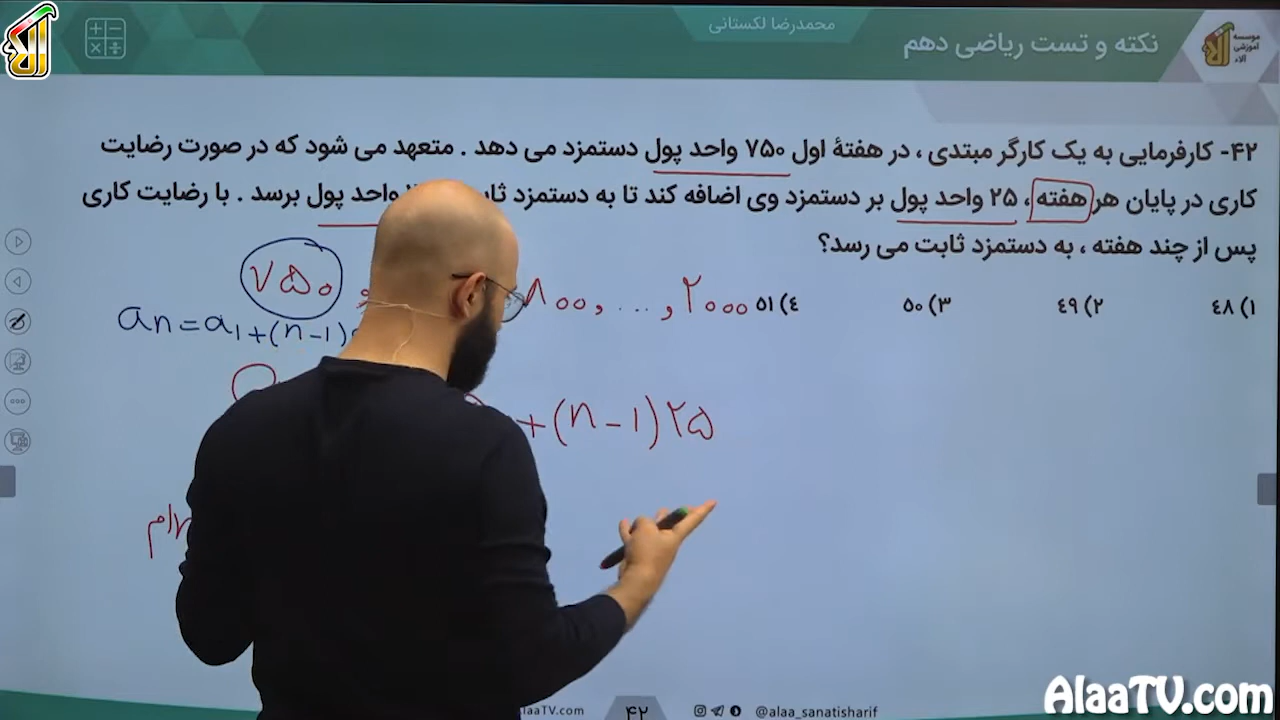 محمدرضا لکستانی
نکته و تست ریاضی دهم
موسسه
آموزشی
آلاء
۴۲- کارفرمایی به یک کارگر مبتدی ، در هفتهٔ اول ۷۵۰ واحد پول دستمزد می دهد . متعهد می شود که در صورت رضایت
کاری در پایان هر هفته ، ۲۵ واحد پول بر دستمزد وی اضافه کند تا به دستمزد واحد پول برسد . با رضایت کاری
پس از چند هفته ، به دستمزد ثابت می رسد؟
۱) ۴۸ ۲) ۴۹ ۳) ۵۰ ۴) ۵۱
۷۵۰ ۸۰۰, ..., ۲۰۰۰
an = a1 + (n-1)
+ (n-1) ۲۵
ام
۴۲
@alaa_sanatisharif
AlaaTV.com